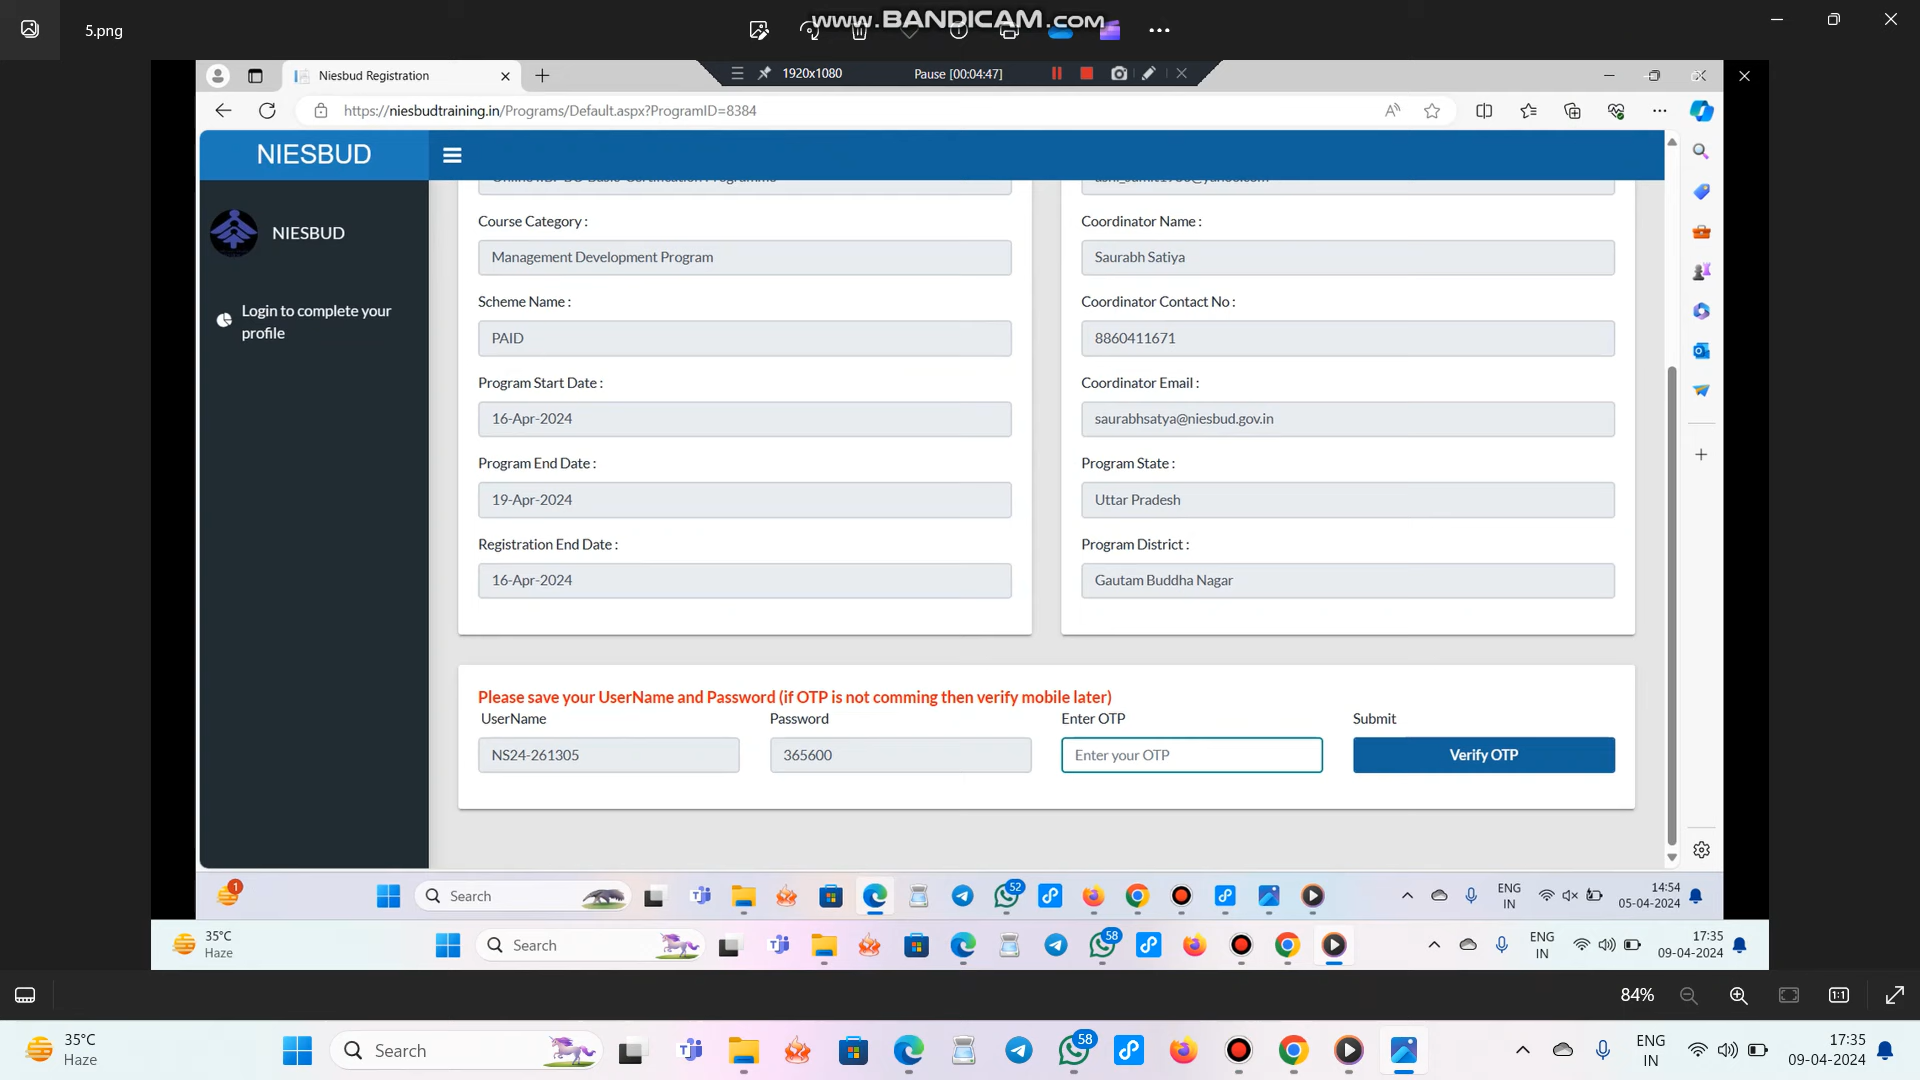 www.BANDICAM.COM
5.png
Niesbud Registration
1920x1080
Pause [00:04:47]
https://niesbudtraining.in/Programs/Default.aspx?ProgramID=8384
NIESBUD
NIESBUD
Login to complete your
profile
Course Category :
Management Development Program
Scheme Name :
PAID
Program Start Date :
16-Apr-2024
Program End Date :
19-Apr-2024
Registration End Date :
16-Apr-2024
Coordinator Name :
Saurabh Satiya
Coordinator Contact No :
8860411671
Coordinator Email :
saurabhsatya@niesbud.gov.in
Program State :
Uttar Pradesh
Program District :
Gautam Buddha Nagar
Please save your UserName and Password (if OTP is not comming then verify mobile later)
UserName
Password
Enter OTP
Submit
NS24-261305
365600
Enter your OTP
Verify OTP
1
Search
52
ENG
IN
14:54
05-04-2024
35°C
Haze
Search
58
ENG
IN
17:35
09-04-2024
84%
1:1
35°C
Haze
Search
58
ENG
IN
17:35
09-04-2024